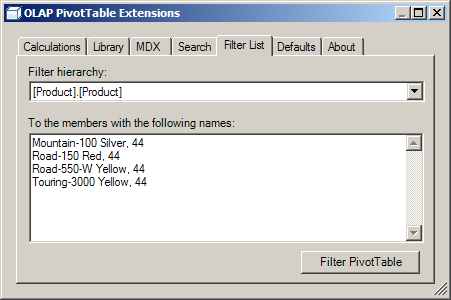 OLAP PivotTable Extensions
Calculations Library MDX Search Filter List Defaults About
Filter hierarchy:
[Product].[Product]
To the members with the following names:
Mountain-100 Silver, 44
Road-150 Red, 44
Road-550-W Yellow, 44
Touring-3000 Yellow, 44
Filter PivotTable